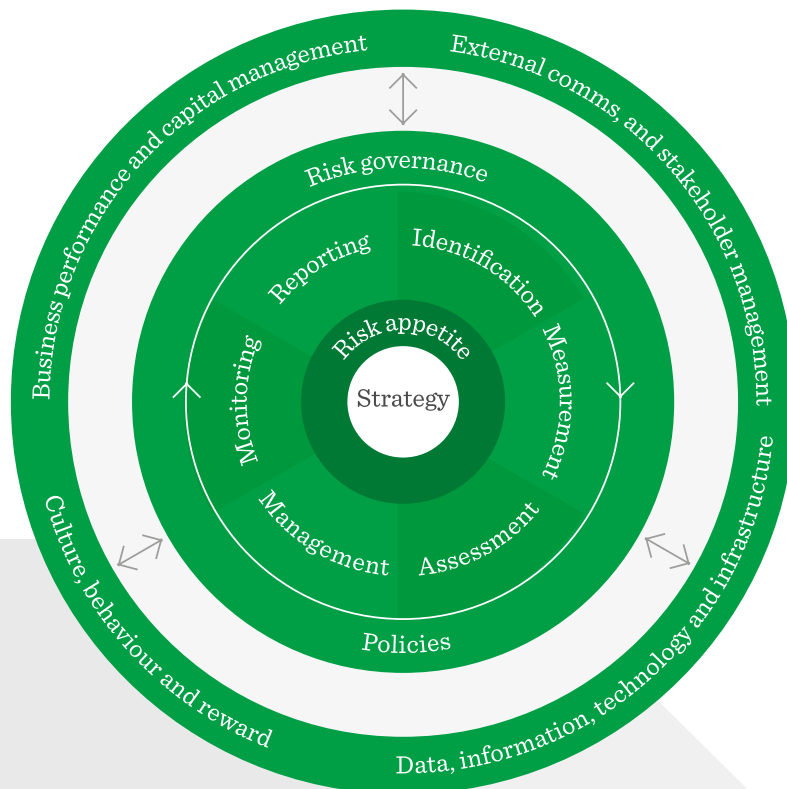 Business performance and capital management
External comms, and stakeholder management
Risk governance
Reporting
Identification
Risk appetite
Strategy
Monitoring
Measurement
Management
Assessment
Policies
Culture, behaviour and reward
Data, information, technology and infrastructure